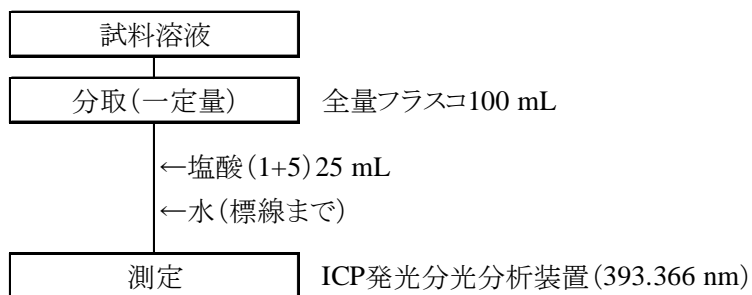 試料溶液
分取(一定量) 全量フラスコ100 mL
←塩酸(1+5)25 mL
←水(標線まで)
測定 ICP発光分光分析装置(393.366 nm)